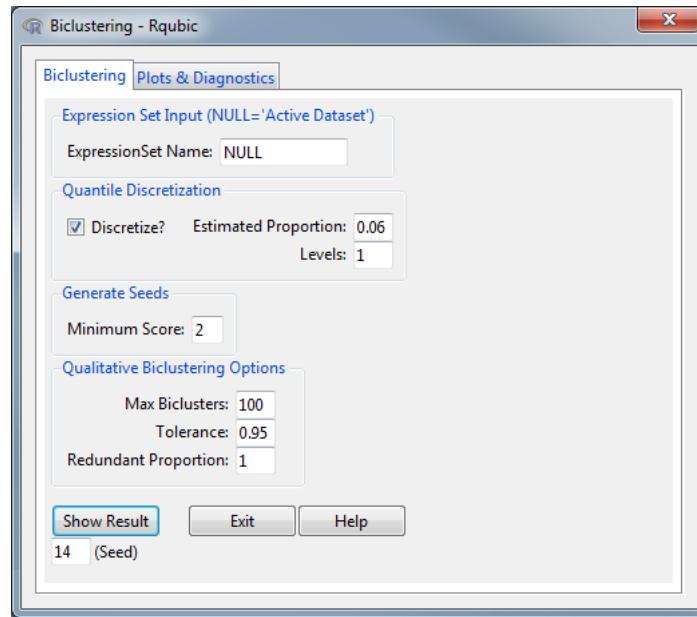 Biclustering - Rqubic
Biclustering Plots & Diagnostics
Expression Set Input (NULL='Active Dataset')
ExpressionSet Name: NULL
Quantile Discretization
Discretize? Estimated Proportion: 0.06
Levels: 1
Generate Seeds
Minimum Score: 2
Qualitative Biclustering Options
Max Biclusters: 100
Tolerance: 0.95
Redundant Proportion: 1
Show Result Exit Help
14 (Seed)